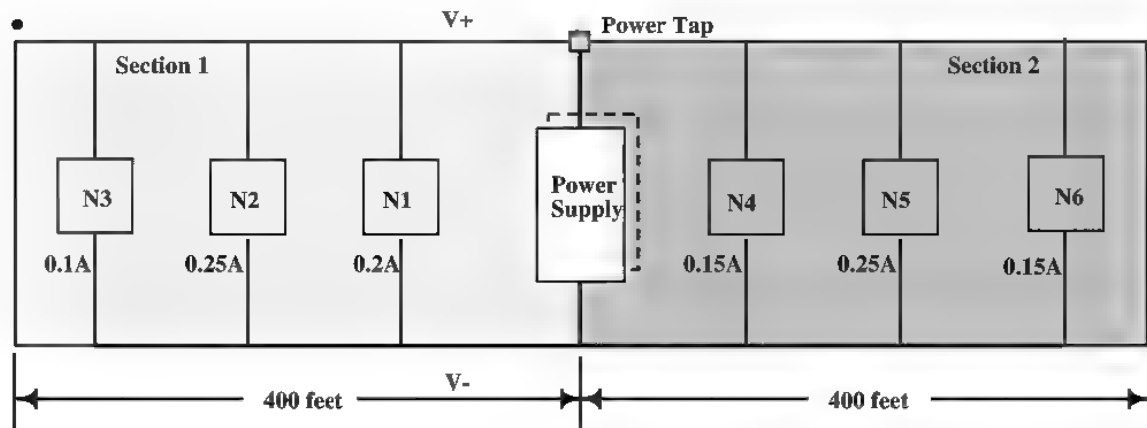 V+
Power Tap
Section 1
Section 2
N3
N2
N1
Power
Supply
N4
N5
N6
0.1A
0.25A
0.2A
0.15A
0.25A
0.15A
V-
400 feet
400 feet